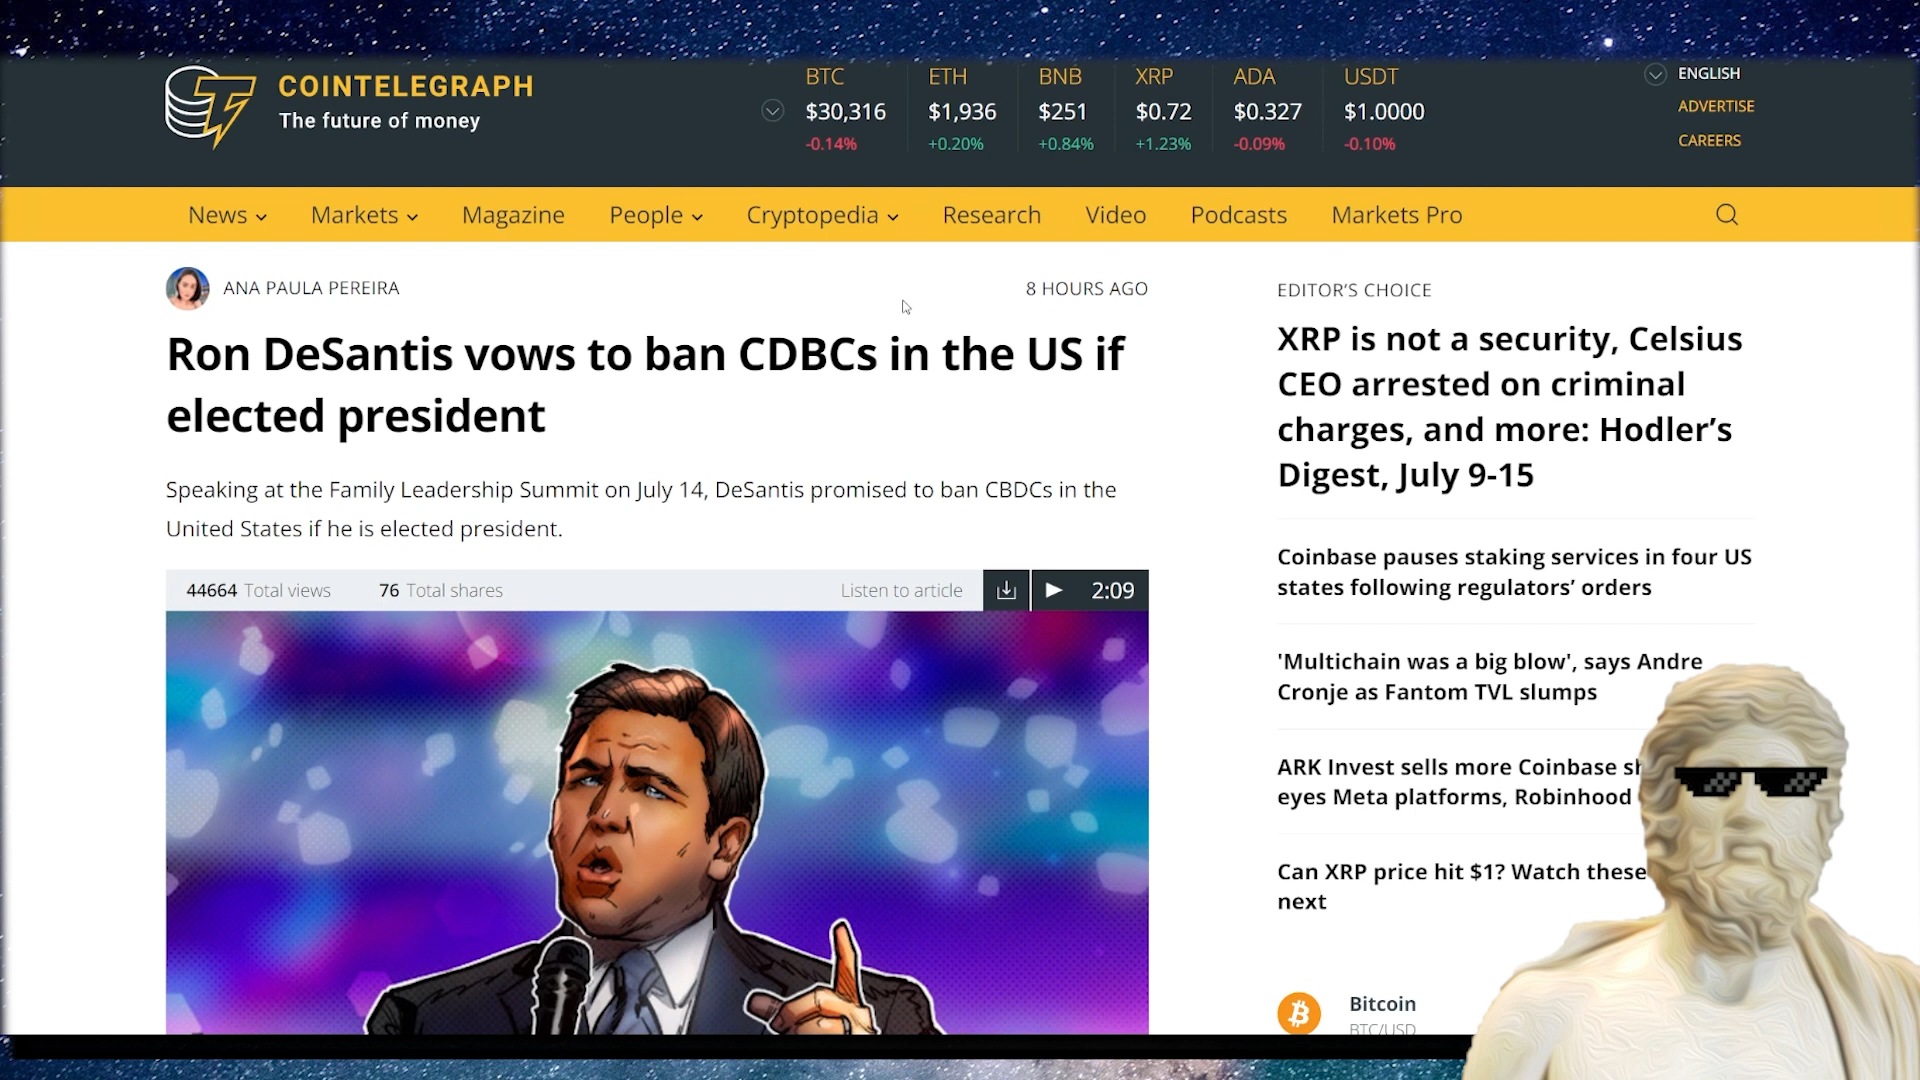 COINTELEGRAPH
The future of money
BTC ETH BNB XRP ADA USDT
$30,316 $1,936 $251 $0.72 $0.327 $1.0000
-0.14% +0.20% +0.84% +1.23% -0.09% -0.10%
ENGLISH
ADVERTISE
CAREERS
News Markets Magazine People Cryptopedia Research Video Podcasts Markets Pro
ANA PAULA PEREIRA
8 HOURS AGO
Ron DeSantis vows to ban CDBCs in the US if
elected president
Speaking at the Family Leadership Summit on July 14, DeSantis promised to ban CBDCs in the
United States if he is elected president.
44664 Total views 76 Total shares Listen to article 2:09
EDITOR'S CHOICE
XRP is not a security, Celsius
CEO arrested on criminal
charges, and more: Hodler's
Digest, July 9-15
Coinbase pauses staking services in four US
states following regulators' orders
'Multichain was a big blow', says Andre
Cronje as Fantom TVL slumps
ARK Invest sells more Coinbase
eyes Meta platforms, Robinhood
Can XRP price hit $1? Watch these
next
Bitcoin
BTC/USD